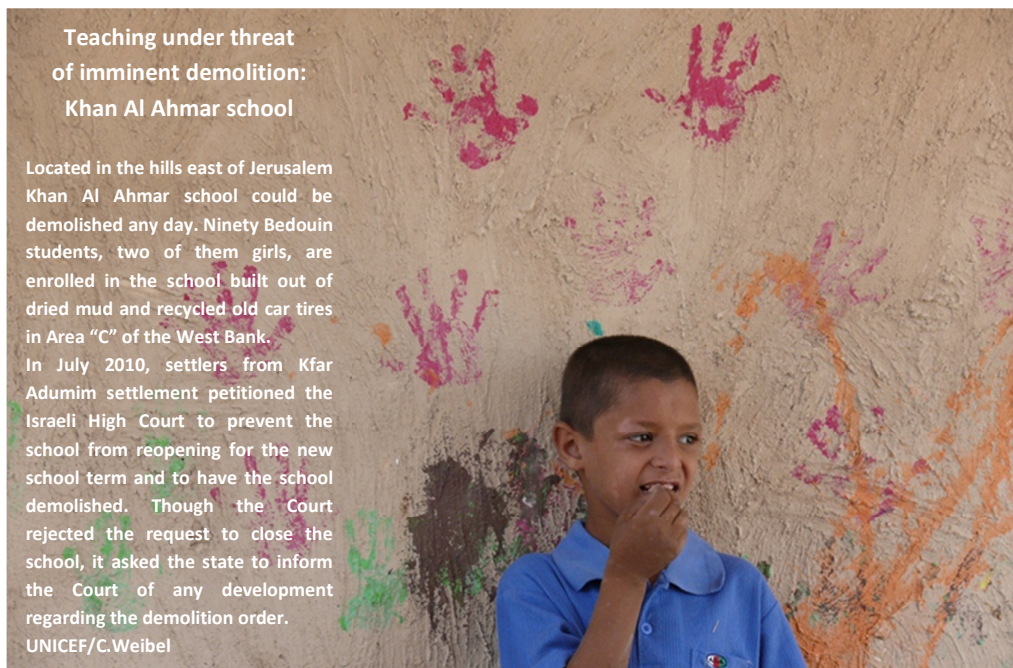 Teaching under threat
of imminent demolition:
Khan Al Ahmar school
Located in the hills east of Jerusalem
Khan Al Ahmar school could be
demolished any day. Ninety Bedouin
students, two of them girls, are
enrolled in the school built out of
dried mud and recycled old car tires
in Area “C” of the West Bank.
In July 2010, settlers from Kfar
Adumim settlement petitioned the
Israeli High Court to prevent the
school from reopening for the new
school term and to have the school
demolished. Though the Court
rejected the request to close the
school, it asked the state to inform
the Court of any development
regarding the demolition order.
UNICEF/C.Weibel